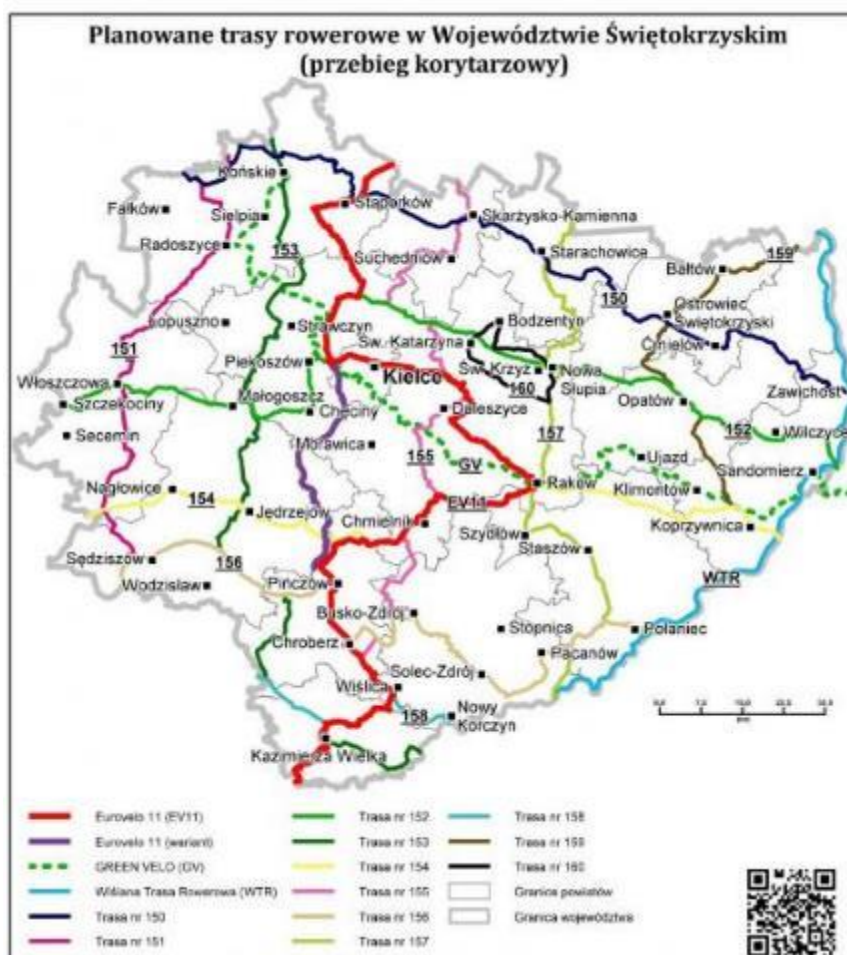 Planowane trasy rowerowe w Województwie Świętokrzyskim
(przebieg korytarzowy)
Końskie
Stąporków
Fałków
Sielpia
Skarżysko-Kamienna
Radoszyce
153
Suchedniów
Starachowice
Bałtów
159
150
Ostrowiec
Świętokrzyski
Łopuszno
Strawczyn
Bodzentyn
Św. Katarzyna
Ćmielów
151
Piekoszów
Kielce
Św. Krzyż
Nowa
Słupia
160
Zawichost
Włoszczowa
Szczekociny
Małogoszcz
Chęciny
Daleszyce
Opatów
152
Wilczyce
Secemin
Morawica
157
155
GV
Ujazd
Sandomierz
Nagłowice
154
EV11
Raków
Klimontów
Jędrzejów
Chmielnik
Koprzywnica
Szydłów
Staszów
Sędziszów
156
Wodzisław
Pińczów
WTR
Busko-Zdrój
Stopnica
Połaniec
Chroberz
Pacanów
Solec-Zdrój
Wiślica
158
Nowy
Korczyn
Kazimierza Wielka
Eurovelo 11 (EV11)
Trasa nr 152
Trasa nr 158
Eurovelo 11 (wariant)
Trasa nr 153
Trasa nr 159
GREEN VELO (GV)
Trasa nr 154
Trasa nr 160
Wiślana Trasa Rowerowa (WTR)
Trasa nr 155
Granica powiatów
Trasa nr 150
Trasa nr 156
Granica województwa
Trasa nr 151
Trasa nr 157